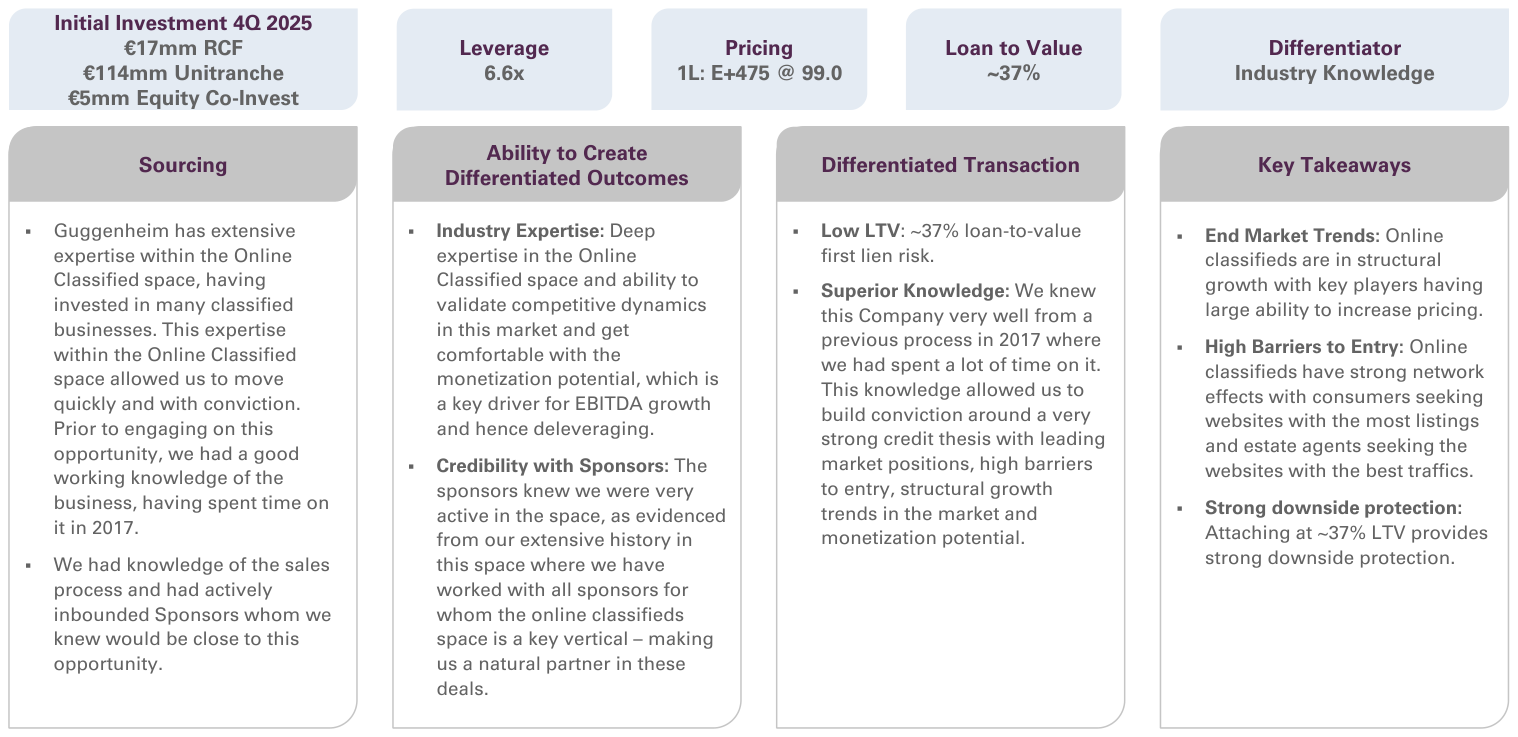 Initial Investment 4Q 2025
€17mm RCF
€114mm Unitranche
€5mm Equity Co-Invest
Leverage
6.6x
Pricing
1L: E+475 @ 99.0
Loan to Value
~37%
Differentiator
Industry Knowledge
Sourcing
▪ Guggenheim has extensive
expertise within the Online
Classified space, having
invested in many classified
businesses. This expertise
within the Online Classified
space allowed us to move
quickly and with conviction.
Prior to engaging on this
opportunity, we had a good
working knowledge of the
business, having spent time on
it in 2017.
▪ We had knowledge of the sales
process and had actively
inbounded Sponsors whom we
knew would be close to this
opportunity.
Ability to Create
Differentiated Outcomes
▪ Industry Expertise: Deep
expertise in the Online
Classified space and ability to
validate competitive dynamics
in this market and get
comfortable with the
monetization potential, which is
a key driver for EBITDA growth
and hence deleveraging.
▪ Credibility with Sponsors: The
sponsors knew we were very
active in the space, as evidenced
from our extensive history in
this space where we have
worked with all sponsors for
whom the online classifieds
space is a key vertical – making
us a natural partner in these
deals.
Differentiated Transaction
▪ Low LTV: ~37% loan-to-value
first lien risk.
▪ Superior Knowledge: We knew
this Company very well from a
previous process in 2017 where
we had spent a lot of time on it.
This knowledge allowed us to
build conviction around a very
strong credit thesis with leading
market positions, high barriers
to entry, structural growth
trends in the market and
monetization potential.
Key Takeaways
▪ End Market Trends: Online
classifieds are in structural
growth with key players having
large ability to increase pricing.
▪ High Barriers to Entry: Online
classifieds have strong network
effects with consumers seeking
websites with the most listings
and estate agents seeking the
websites with the best traffics.
▪ Strong downside protection:
Attaching at ~37% LTV provides
strong downside protection.